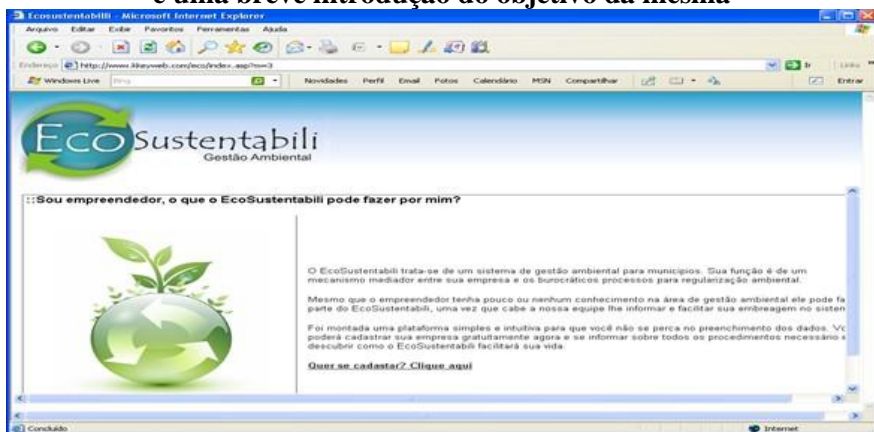 e uma breve introdução do objetivo da mesma
Ecosustentabilli - Microsoft Internet Explorer
Arquivo Editar Exibir Favoritos Ferramentas Ajuda
Endereço
Ir
Links
Windows Live
Bing
Novidades Perfil Email Fotos Calendário MSN Compartilhar
Entrar
EcoSustentabili
Gestão Ambiental
::Sou empreendedor, o que o EcoSustentabili pode fazer por mim?
O EcoSustentabili trata-se de um sistema de gestão ambiental para municipios. Sua função é de um
mecanismo mediador entre sua empresa e os burocráticos processos para regularização ambiental.
Mesmo que o empreendedor tenha pouco ou nenhum conhecimento na área de gestão ambiental ele pode fa
parte do EcoSustentabili, uma vez que cabe a nossa equipe lhe informar e facilitar sua embreagem no sisten
Foi montada uma plataforma simples e intuitiva para que você não se perca no preenchimento dos dados. Vc
poderá cadastrar sua empresa gratuitamente agora e se informar sobre todos os procedimentos necessário e
descubrir como o EcoSustentabili facilitará sua vida.
Quer se cadastar? Clique aqui
Concluído
Internet